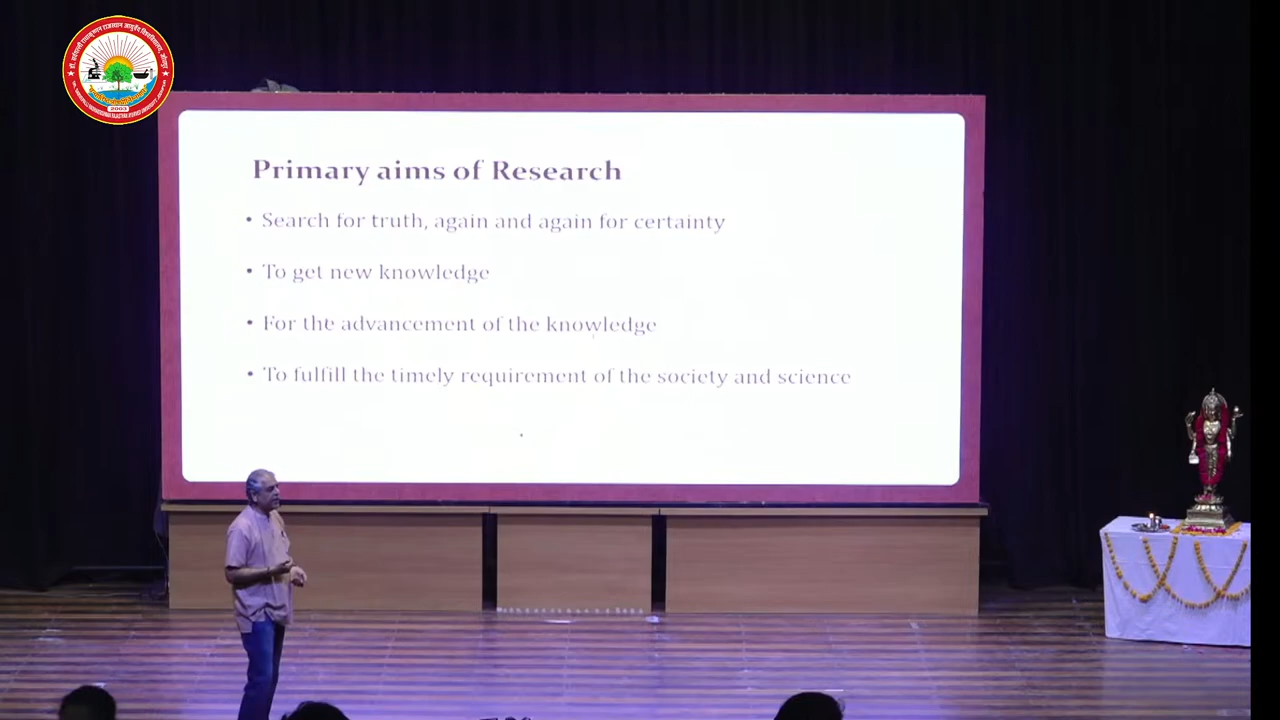 2003
Primary aims of Research
• Search for truth, again and again for certainty
• To get new knowledge
• For the advancement of the knowledge
• To fulfill the timely requirement of the society and science